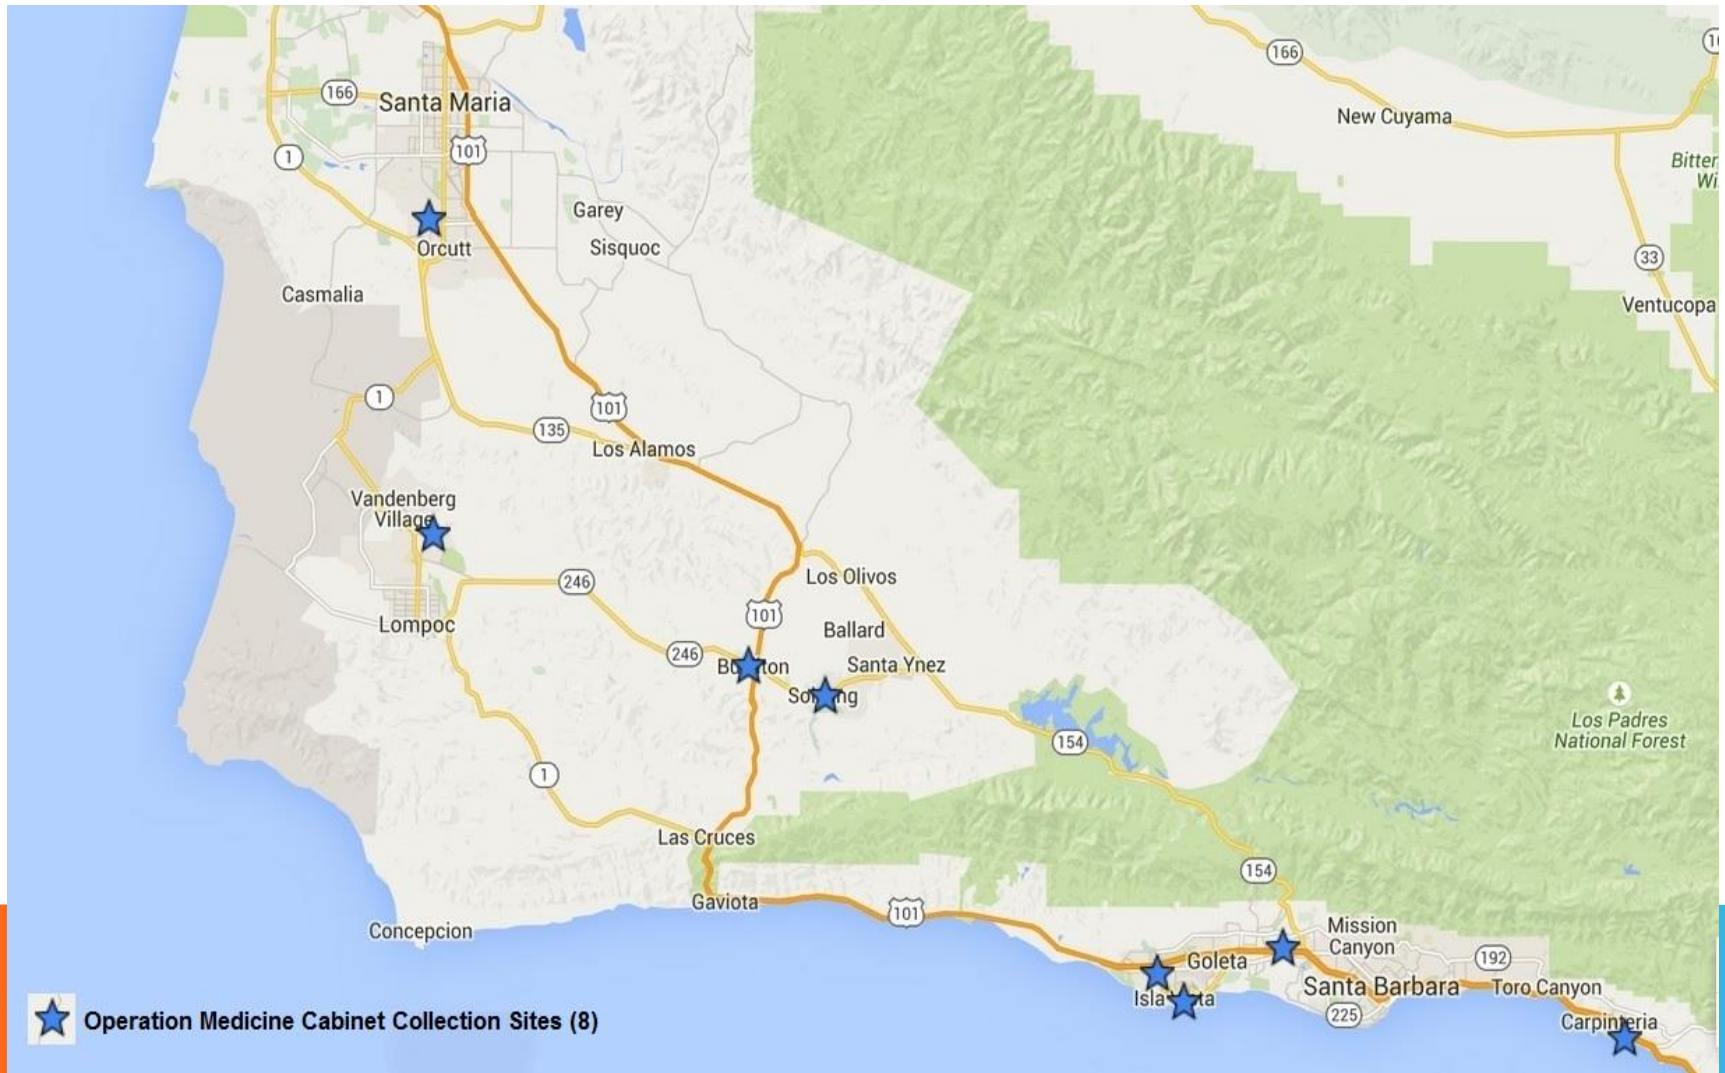 166
166
16
Santa Maria
New Cuyama
101
1
Bitter
Wi
Garey
Orcutt
Sisquoc
33
Casmalia
Ventucopa
1
101
135
Los Alamos
Vandenberg
Village
246
Los Olivos
101
Lompoc
Ballard
246
Santa Ynez
Los Padres
National Forest
154
1
Las Cruces
154
Gaviota
101
Concepcion
Mission
Canyon
Goleta
192
Santa Barbara
Toro Canyon
225
Carpinteria
Operation Medicine Cabinet Collection Sites (8)